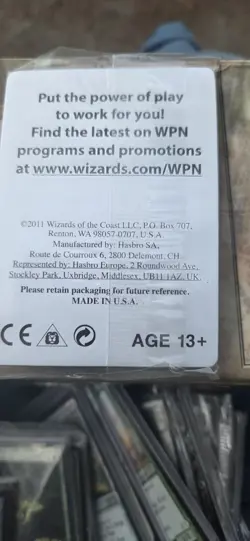 Put the power of play
to work for you!
Find the latest on WPN
programs and promotions
at www.wizards.com/WPN
©2011 Wizards of the Coast LLC, P.O. Box 707,
Renton, WA 98057-0707, U.S.A.
Manufactured by: Hasbro SA,
Route de Courroux 6, 2800 Delemont, CH
Represented by: Hasbro Europe, 2 Roundwood Ave,
Stockley Park, Uxbridge, Middlesex, UB11 1AZ, UK.
Please retain packaging for future reference.
MADE IN U.S.A.
CE
AGE 13+